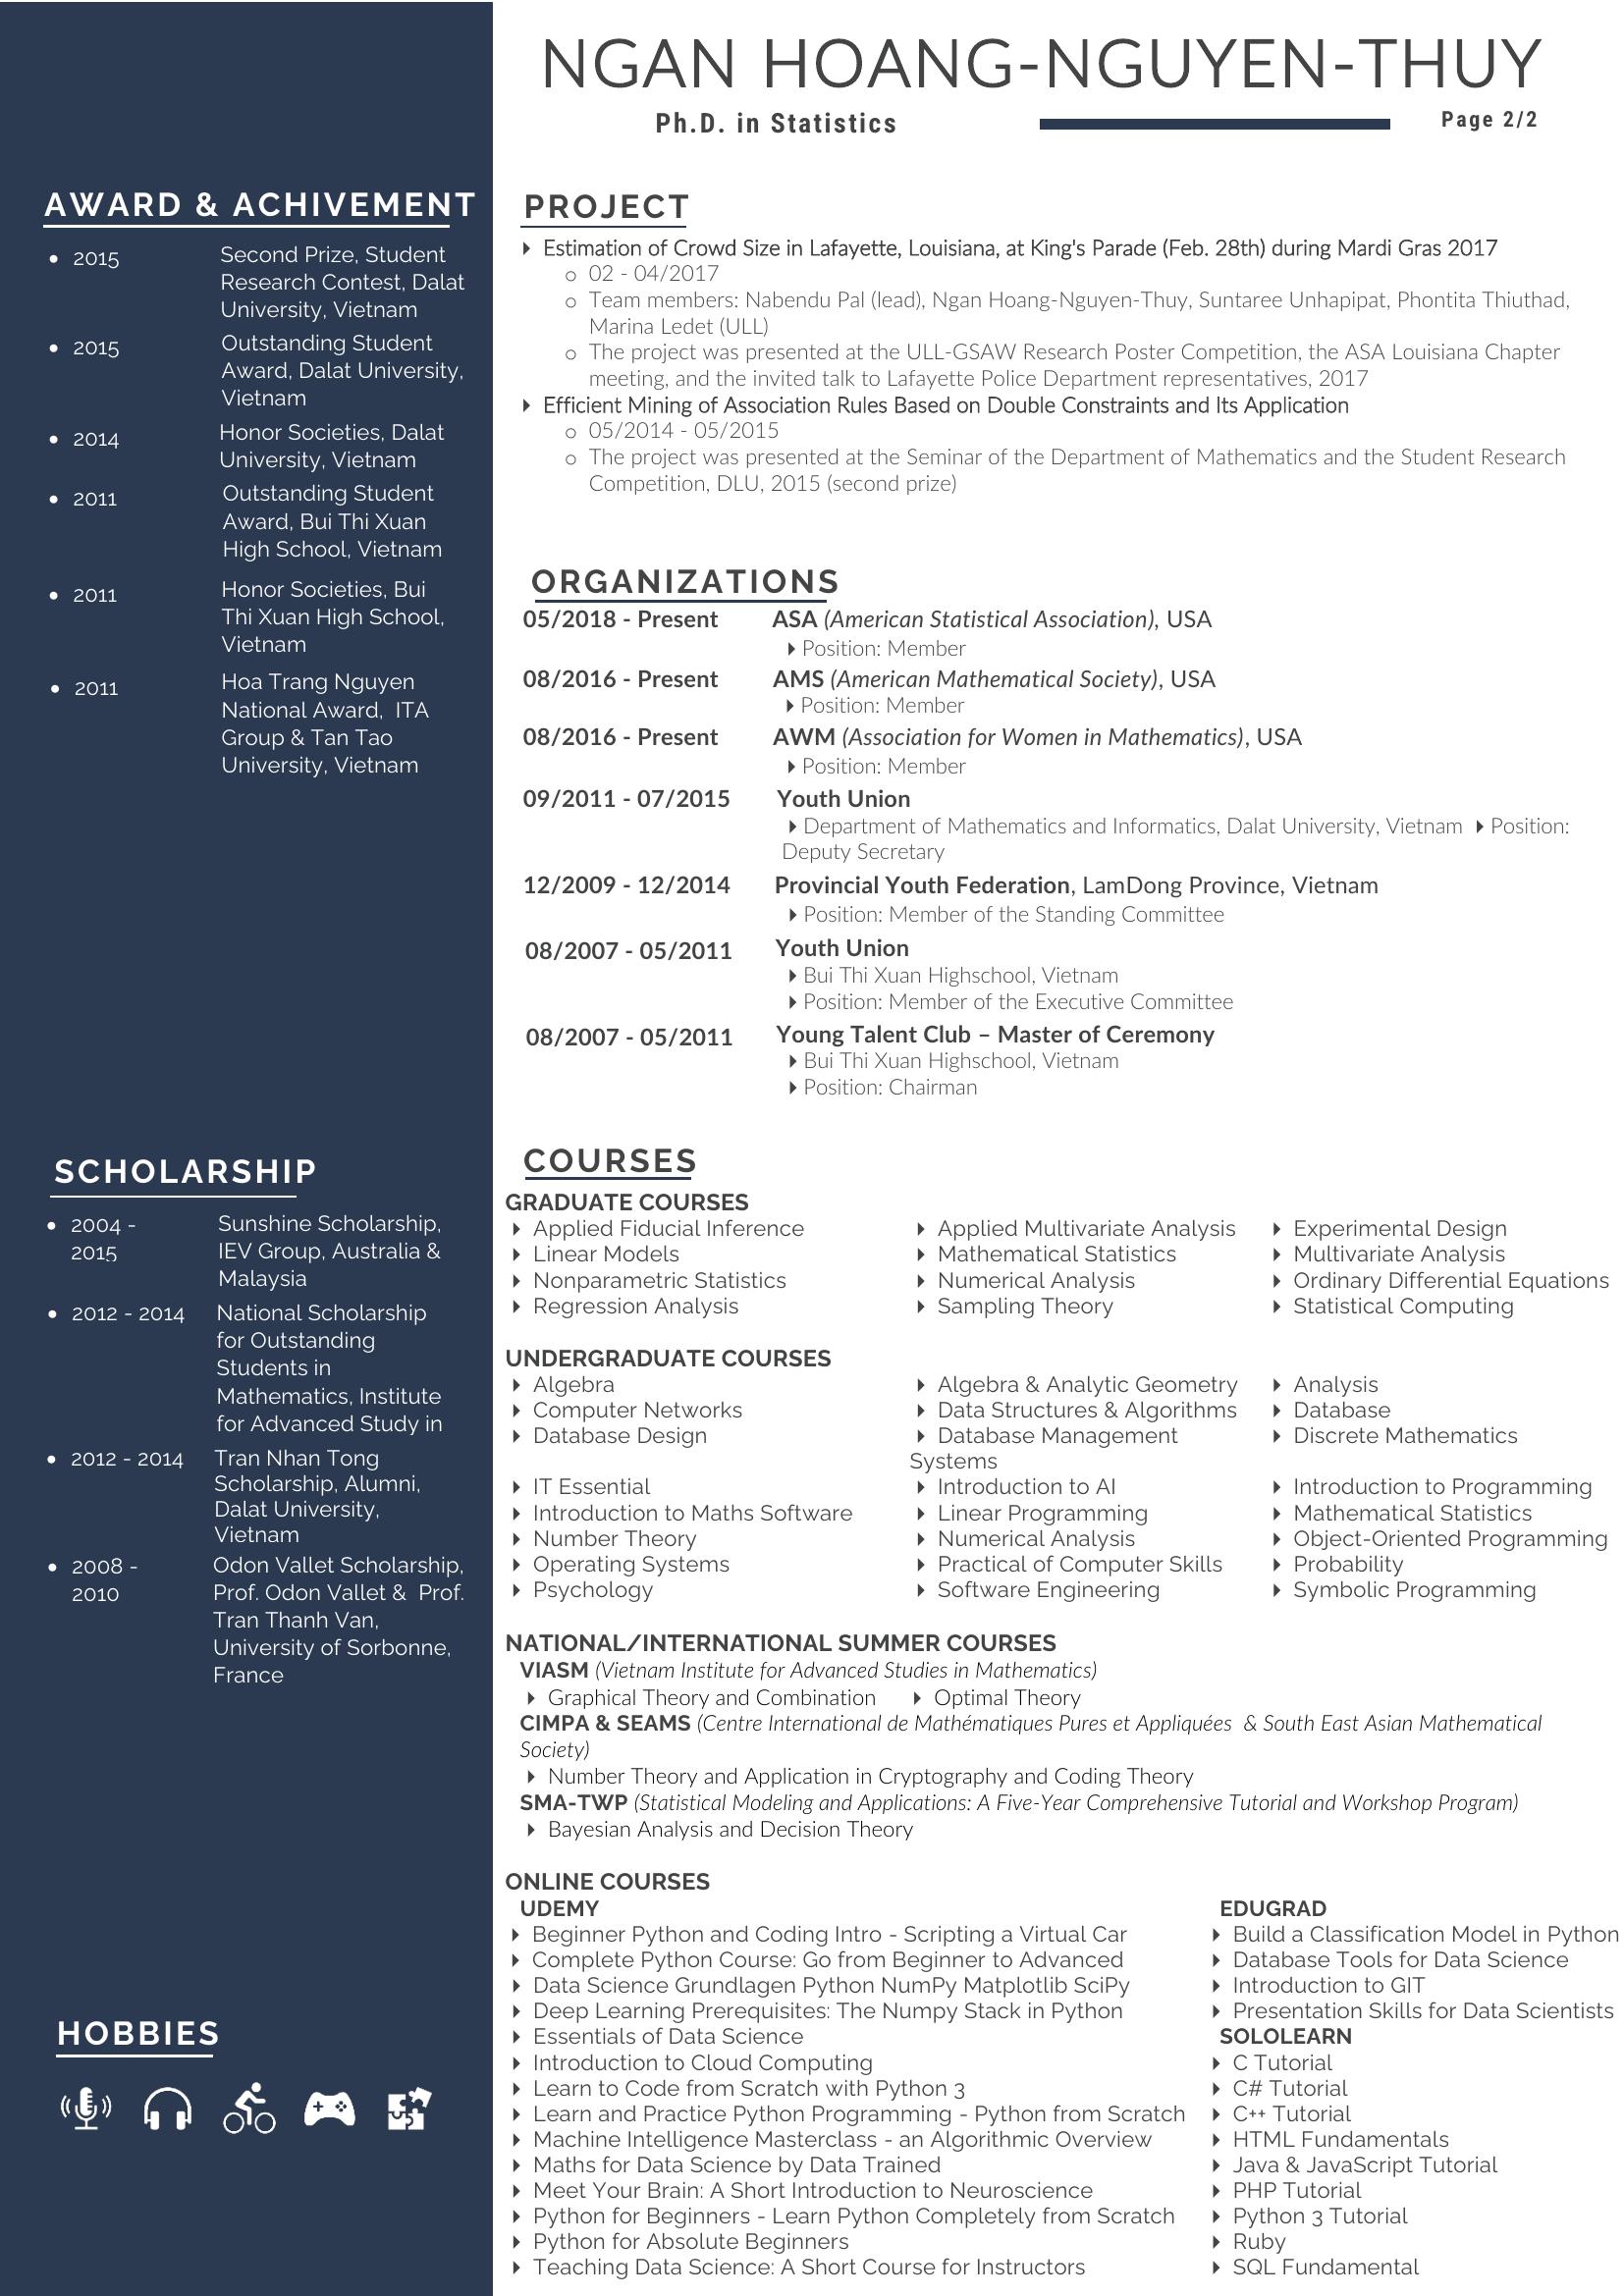 NGAN HOANG-NGUYEN-THUY
Ph.D. in Statistics
Page 2/2
AWARD & ACHIVEMENT
• 2015
Second Prize, Student
Research Contest, Dalat
University, Vietnam
• 2015
Outstanding Student
Award, Dalat University,
Vietnam
• 2014
Honor Societies, Dalat
University, Vietnam
• 2011
Outstanding Student
Award, Bui Thi Xuan
High School, Vietnam
• 2011
Honor Societies, Bui
Thi Xuan High School,
Vietnam
• 2011
Hoa Trang Nguyen
National Award, ITA
Group & Tan Tao
University, Vietnam
SCHOLARSHIP
• 2004 -
2015
Sunshine Scholarship,
IEV Group, Australia &
Malaysia
• 2012 - 2014
National Scholarship
for Outstanding
Students in
Mathematics, Institute
for Advanced Study in
• 2012 - 2014
Tran Nhan Tong
Scholarship, Alumni,
Dalat University,
Vietnam
• 2008 -
2010
Odon Vallet Scholarship,
Prof. Odon Vallet & Prof.
Tran Thanh Van,
University of Sorbonne,
France
HOBBIES
PROJECT
Estimation of Crowd Size in Lafayette, Louisiana, at King's Parade (Feb. 28th) during Mardi Gras 2017
02 - 04/2017
Team members: Nabendu Pal (lead), Ngan Hoang-Nguyen-Thuy, Suntaree Unhapipat, Phontita Thiuthad,
Marina Ledet (ULL)
The project was presented at the ULL-GSAW Research Poster Competition, the ASA Louisiana Chapter
meeting, and the invited talk to Lafayette Police Department representatives, 2017
Efficient Mining of Association Rules Based on Double Constraints and Its Application
05/2014 - 05/2015
The project was presented at the Seminar of the Department of Mathematics and the Student Research
Competition, DLU, 2015 (second prize)
ORGANIZATIONS
05/2018 - Present ASA (American Statistical Association), USA
Position: Member
08/2016 - Present AMS (American Mathematical Society), USA
Position: Member
08/2016 - Present AWM (Association for Women in Mathematics), USA
Position: Member
09/2011 - 07/2015 Youth Union
Department of Mathematics and Informatics, Dalat University, Vietnam Position:
Deputy Secretary
12/2009 - 12/2014 Provincial Youth Federation, LamDong Province, Vietnam
Position: Member of the Standing Committee
08/2007 - 05/2011 Youth Union
Bui Thi Xuan Highschool, Vietnam
Position: Member of the Executive Committee
08/2007 - 05/2011 Young Talent Club – Master of Ceremony
Bui Thi Xuan Highschool, Vietnam
Position: Chairman
COURSES
GRADUATE COURSES
Applied Fiducial Inference Applied Multivariate Analysis Experimental Design
Linear Models Mathematical Statistics Multivariate Analysis
Nonparametric Statistics Numerical Analysis Ordinary Differential Equations
Regression Analysis Sampling Theory Statistical Computing
UNDERGRADUATE COURSES
Algebra Algebra & Analytic Geometry Analysis
Computer Networks Data Structures & Algorithms Database
Database Design Database Management Discrete Mathematics
Systems
IT Essential Introduction to AI Introduction to Programming
Introduction to Maths Software Linear Programming Mathematical Statistics
Number Theory Numerical Analysis Object-Oriented Programming
Operating Systems Practical of Computer Skills Probability
Psychology Software Engineering Symbolic Programming
NATIONAL/INTERNATIONAL SUMMER COURSES
VIASM (Vietnam Institute for Advanced Studies in Mathematics)
Graphical Theory and Combination Optimal Theory
CIMPA & SEAMS (Centre International de Mathématiques Pures et Appliquées & South East Asian Mathematical
Society)
Number Theory and Application in Cryptography and Coding Theory
SMA-TWP (Statistical Modeling and Applications: A Five-Year Comprehensive Tutorial and Workshop Program)
Bayesian Analysis and Decision Theory
ONLINE COURSES
UDEMY
Beginner Python and Coding Intro - Scripting a Virtual Car
Complete Python Course: Go from Beginner to Advanced
Data Science Grundlagen Python NumPy Matplotlib SciPy
Deep Learning Prerequisites: The Numpy Stack in Python
Essentials of Data Science
Introduction to Cloud Computing
Learn to Code from Scratch with Python 3
Learn and Practice Python Programming - Python from Scratch
Machine Intelligence Masterclass - an Algorithmic Overview
Maths for Data Science by Data Trained
Meet Your Brain: A Short Introduction to Neuroscience
Python for Beginners - Learn Python Completely from Scratch
Python for Absolute Beginners
Teaching Data Science: A Short Course for Instructors
EDUGRAD
Build a Classification Model in Python
Database Tools for Data Science
Introduction to GIT
Presentation Skills for Data Scientists
SOLOLEARN
C Tutorial
C# Tutorial
C++ Tutorial
HTML Fundamentals
Java & JavaScript Tutorial
PHP Tutorial
Python 3 Tutorial
Ruby
SQL Fundamental